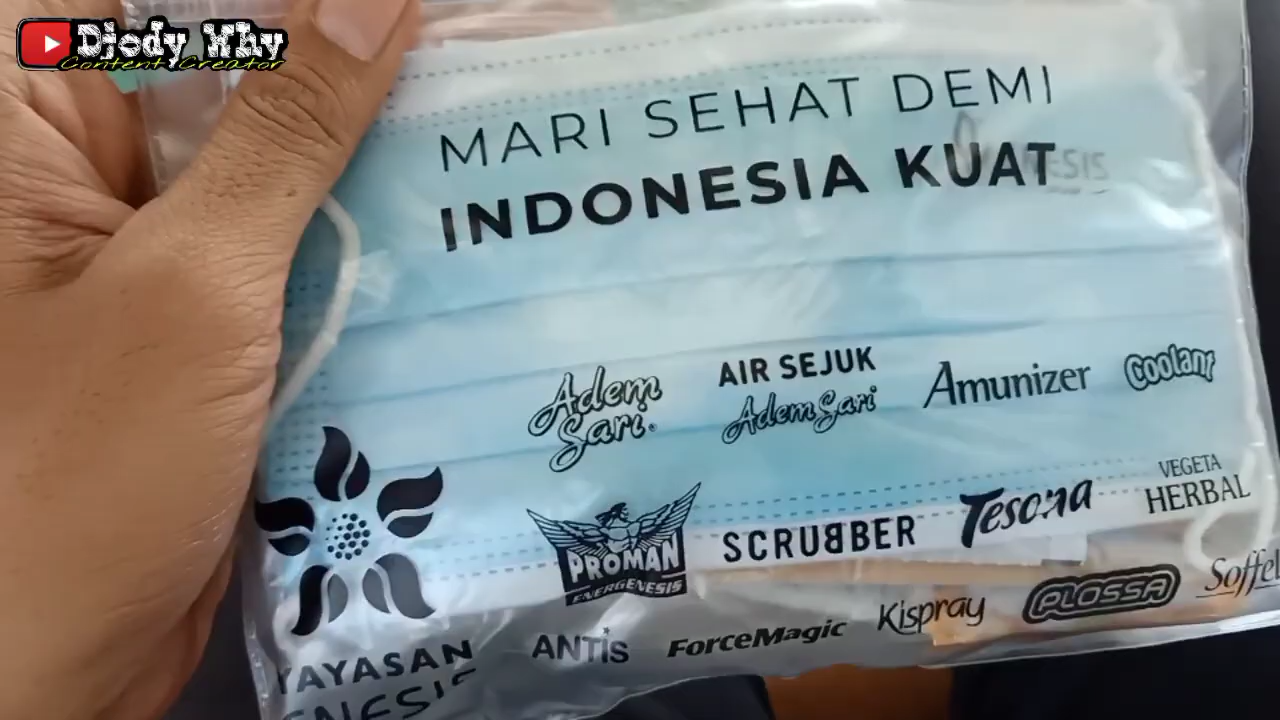 Djody Why
Content Creator
MARI SEHAT DEMI
INDONESIA KUAT
Adem
Sari
AIR SEJUK
Adem Sari
Amunizer
Coolant
PROMAN
ENERGENESIS
SCRUBBER
Tesona
VEGETA
HERBAL
ANTIS
ForceMagic
Kispray
PLOSSA
Soffel
YAYASAN